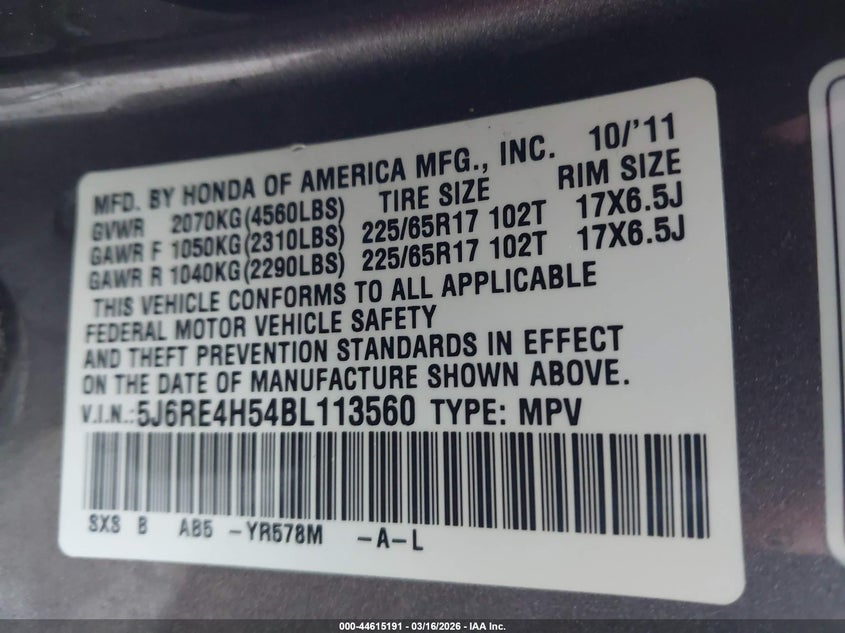 MFD. BY HONDA OF AMERICA MFG., INC. 10/'11
GVWR 2070KG(4560LBS) TIRE SIZE RIM SIZE
GAWR F 1050KG(2310LBS) 225/65R17 102T 17X6.5J
GAWR R 1040KG(2290LBS) 225/65R17 102T 17X6.5J
THIS VEHICLE CONFORMS TO ALL APPLICABLE
FEDERAL MOTOR VEHICLE SAFETY
AND THEFT PREVENTION STANDARDS IN EFFECT
ON THE DATE OF MANUFACTURE SHOWN ABOVE.
V.I.N.:5J6RE4H54BL113560 TYPE: MPV
SXS B AB5 -YR578M -A-L
000-44615191 - 03/16/2026 - IAA Inc.